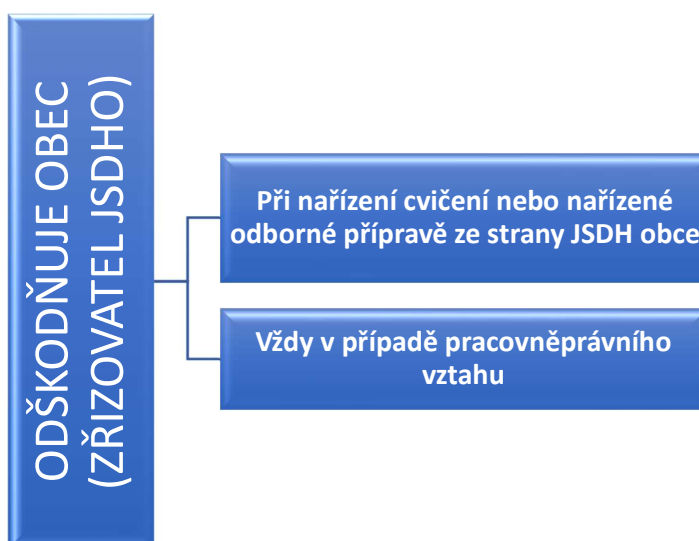 ODŠKODŇUJE OBEC
(ZŘIZOVATEL JSDHO)
Při nařízení cvičení nebo nařízené
odborné přípravě ze strany JSDH obce
Vždy v případě pracovněprávního
vztahu